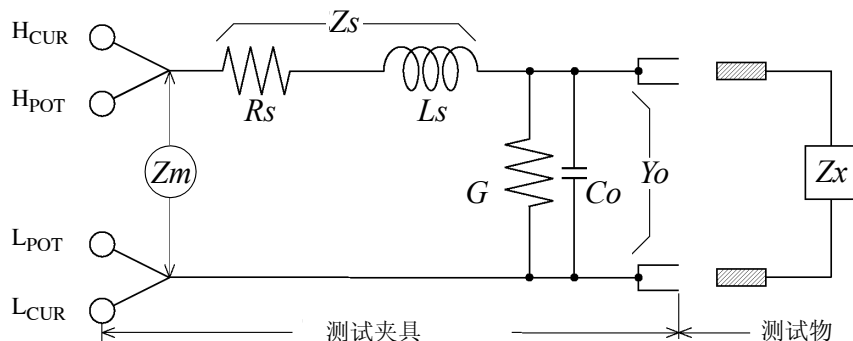 Zs
H_CUR
H_POT
Rs
Ls
Zm
G
Co
Yo
Zx
L_POT
L_CUR
测试夹具
测试物